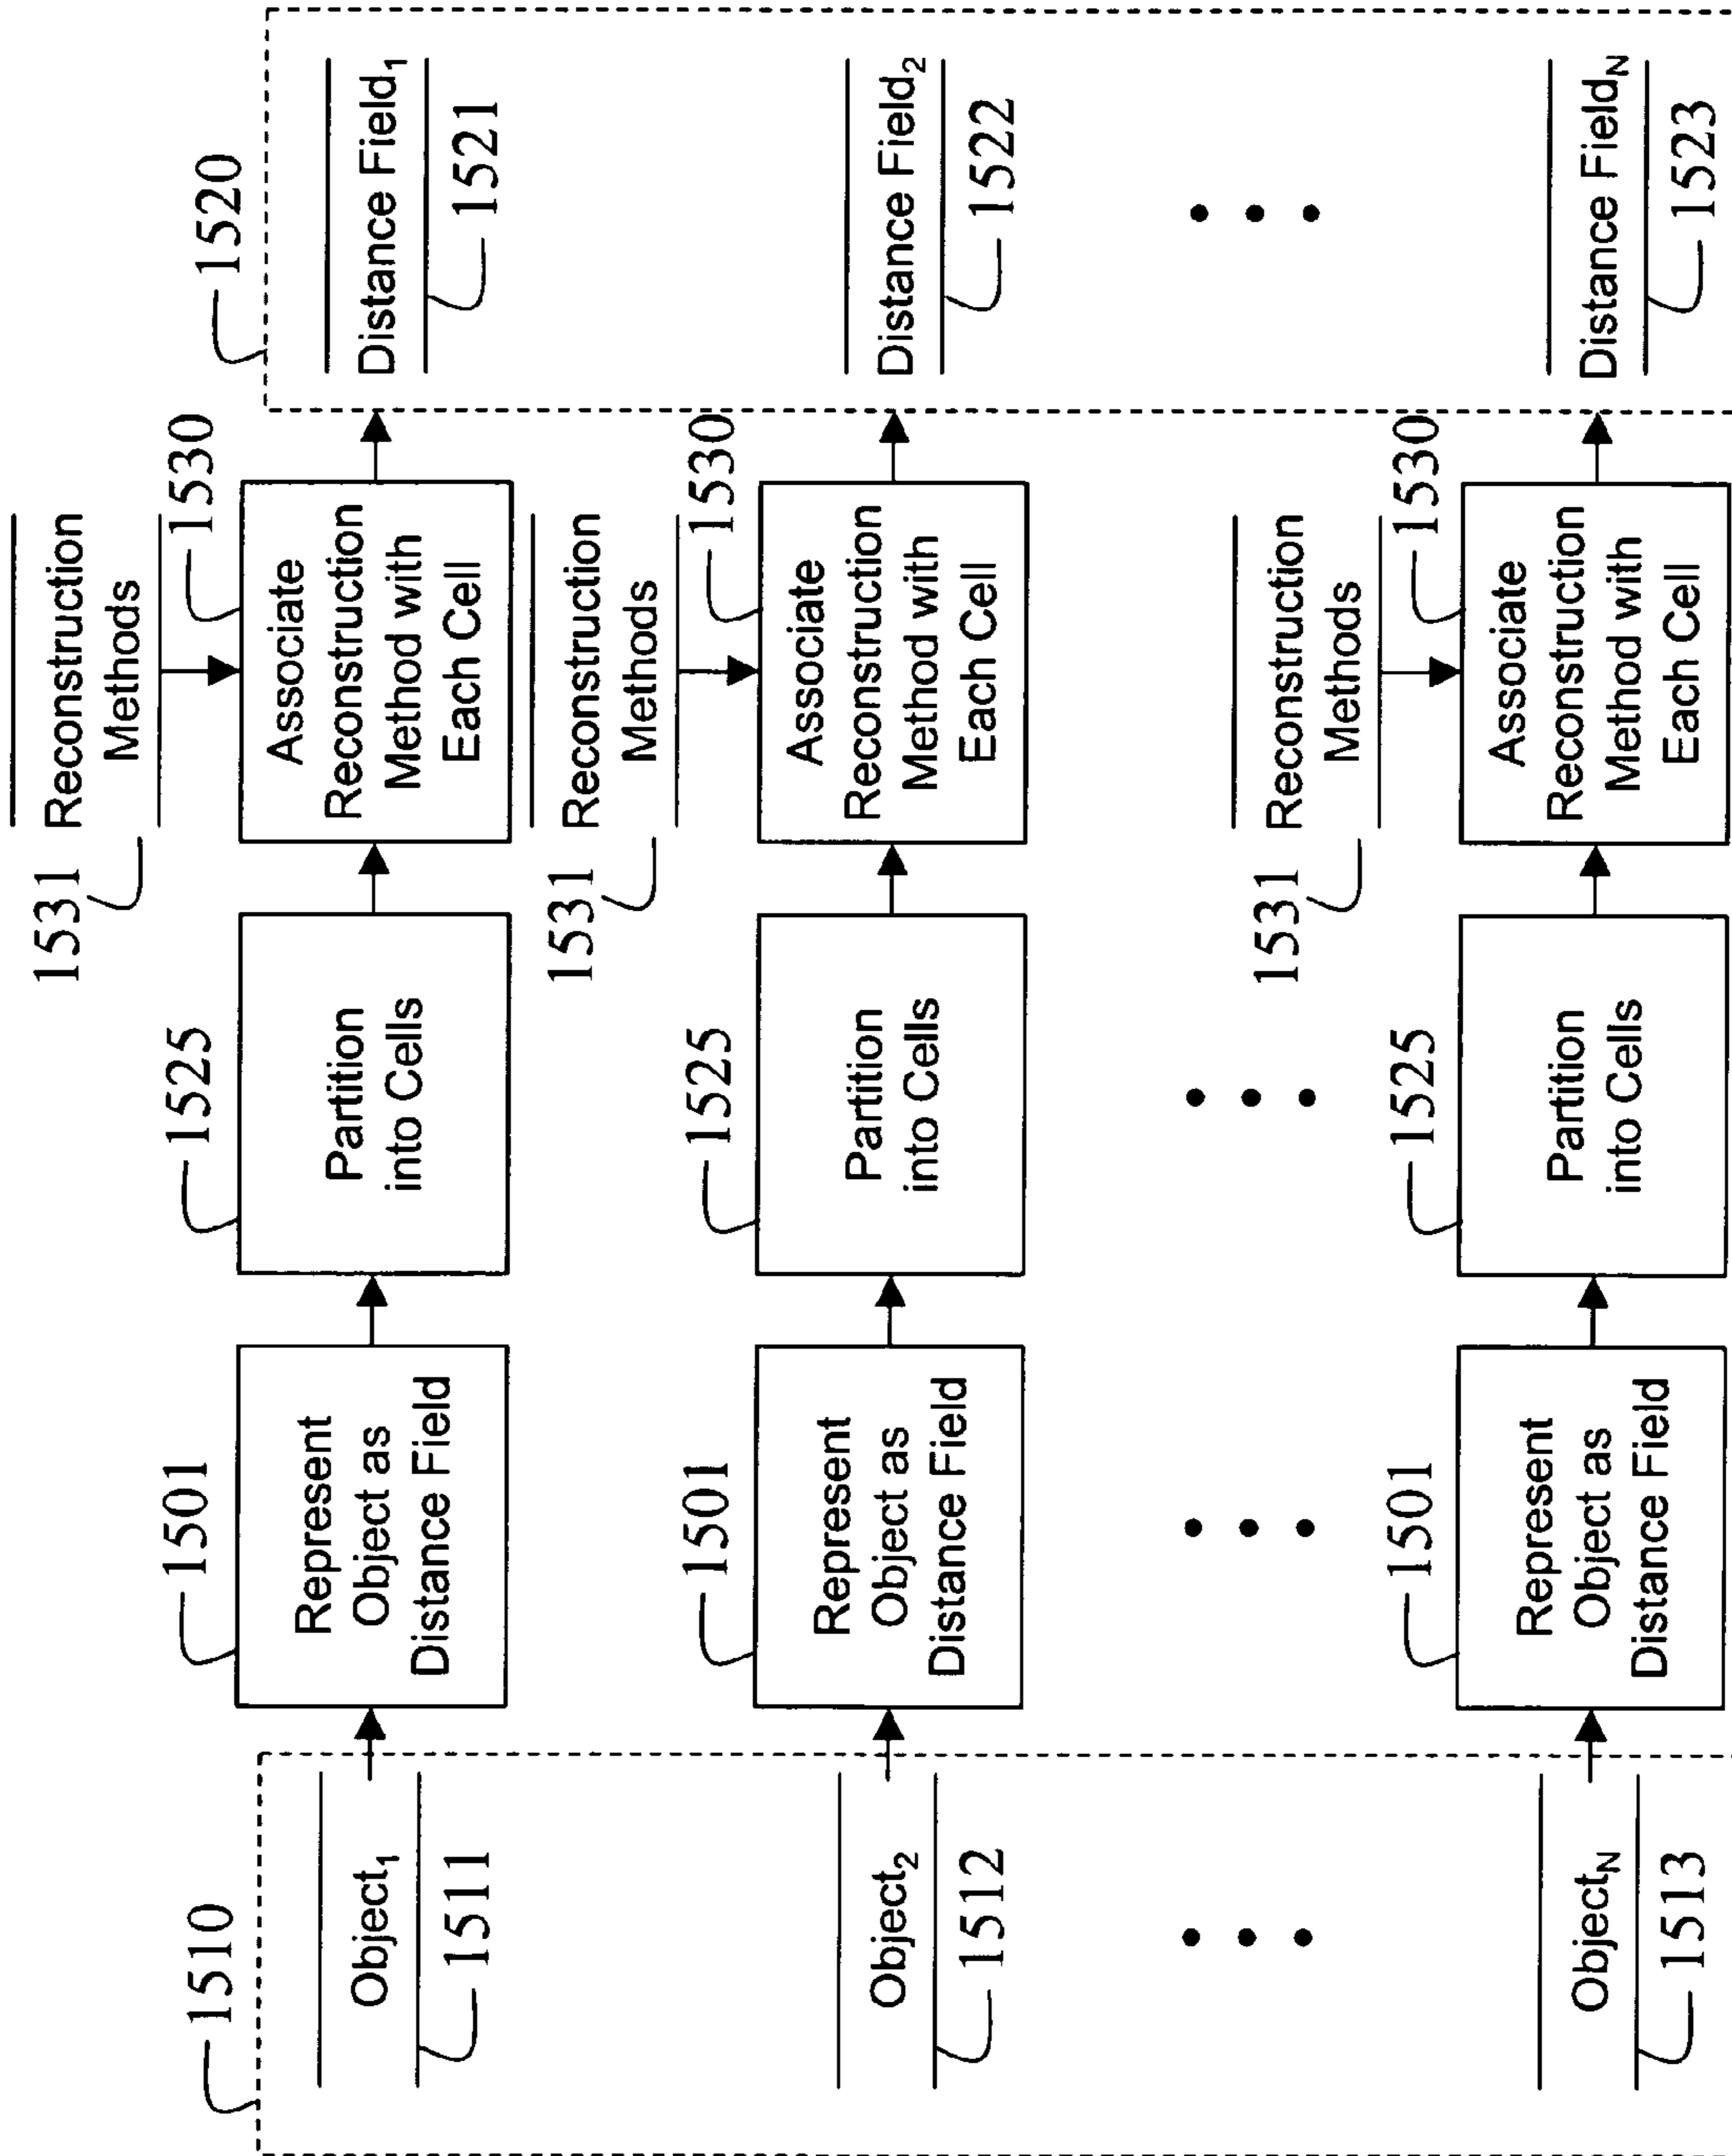 1510
1520
1531
Reconstruction
Methods
1501
1525
1530
Object₁
Represent
Object as
Distance Field
Partition
into Cells
Associate
Reconstruction
Method with
Each Cell
Distance Field₁
1511
1521
1531
Reconstruction
Methods
1501
1525
1530
Object₂
Represent
Object as
Distance Field
Partition
into Cells
Associate
Reconstruction
Method with
Each Cell
Distance Field₂
1512
1522
1531
Reconstruction
Methods
1501
1525
1530
Object_N
Represent
Object as
Distance Field
Partition
into Cells
Associate
Reconstruction
Method with
Each Cell
Distance Field_N
1513
1523